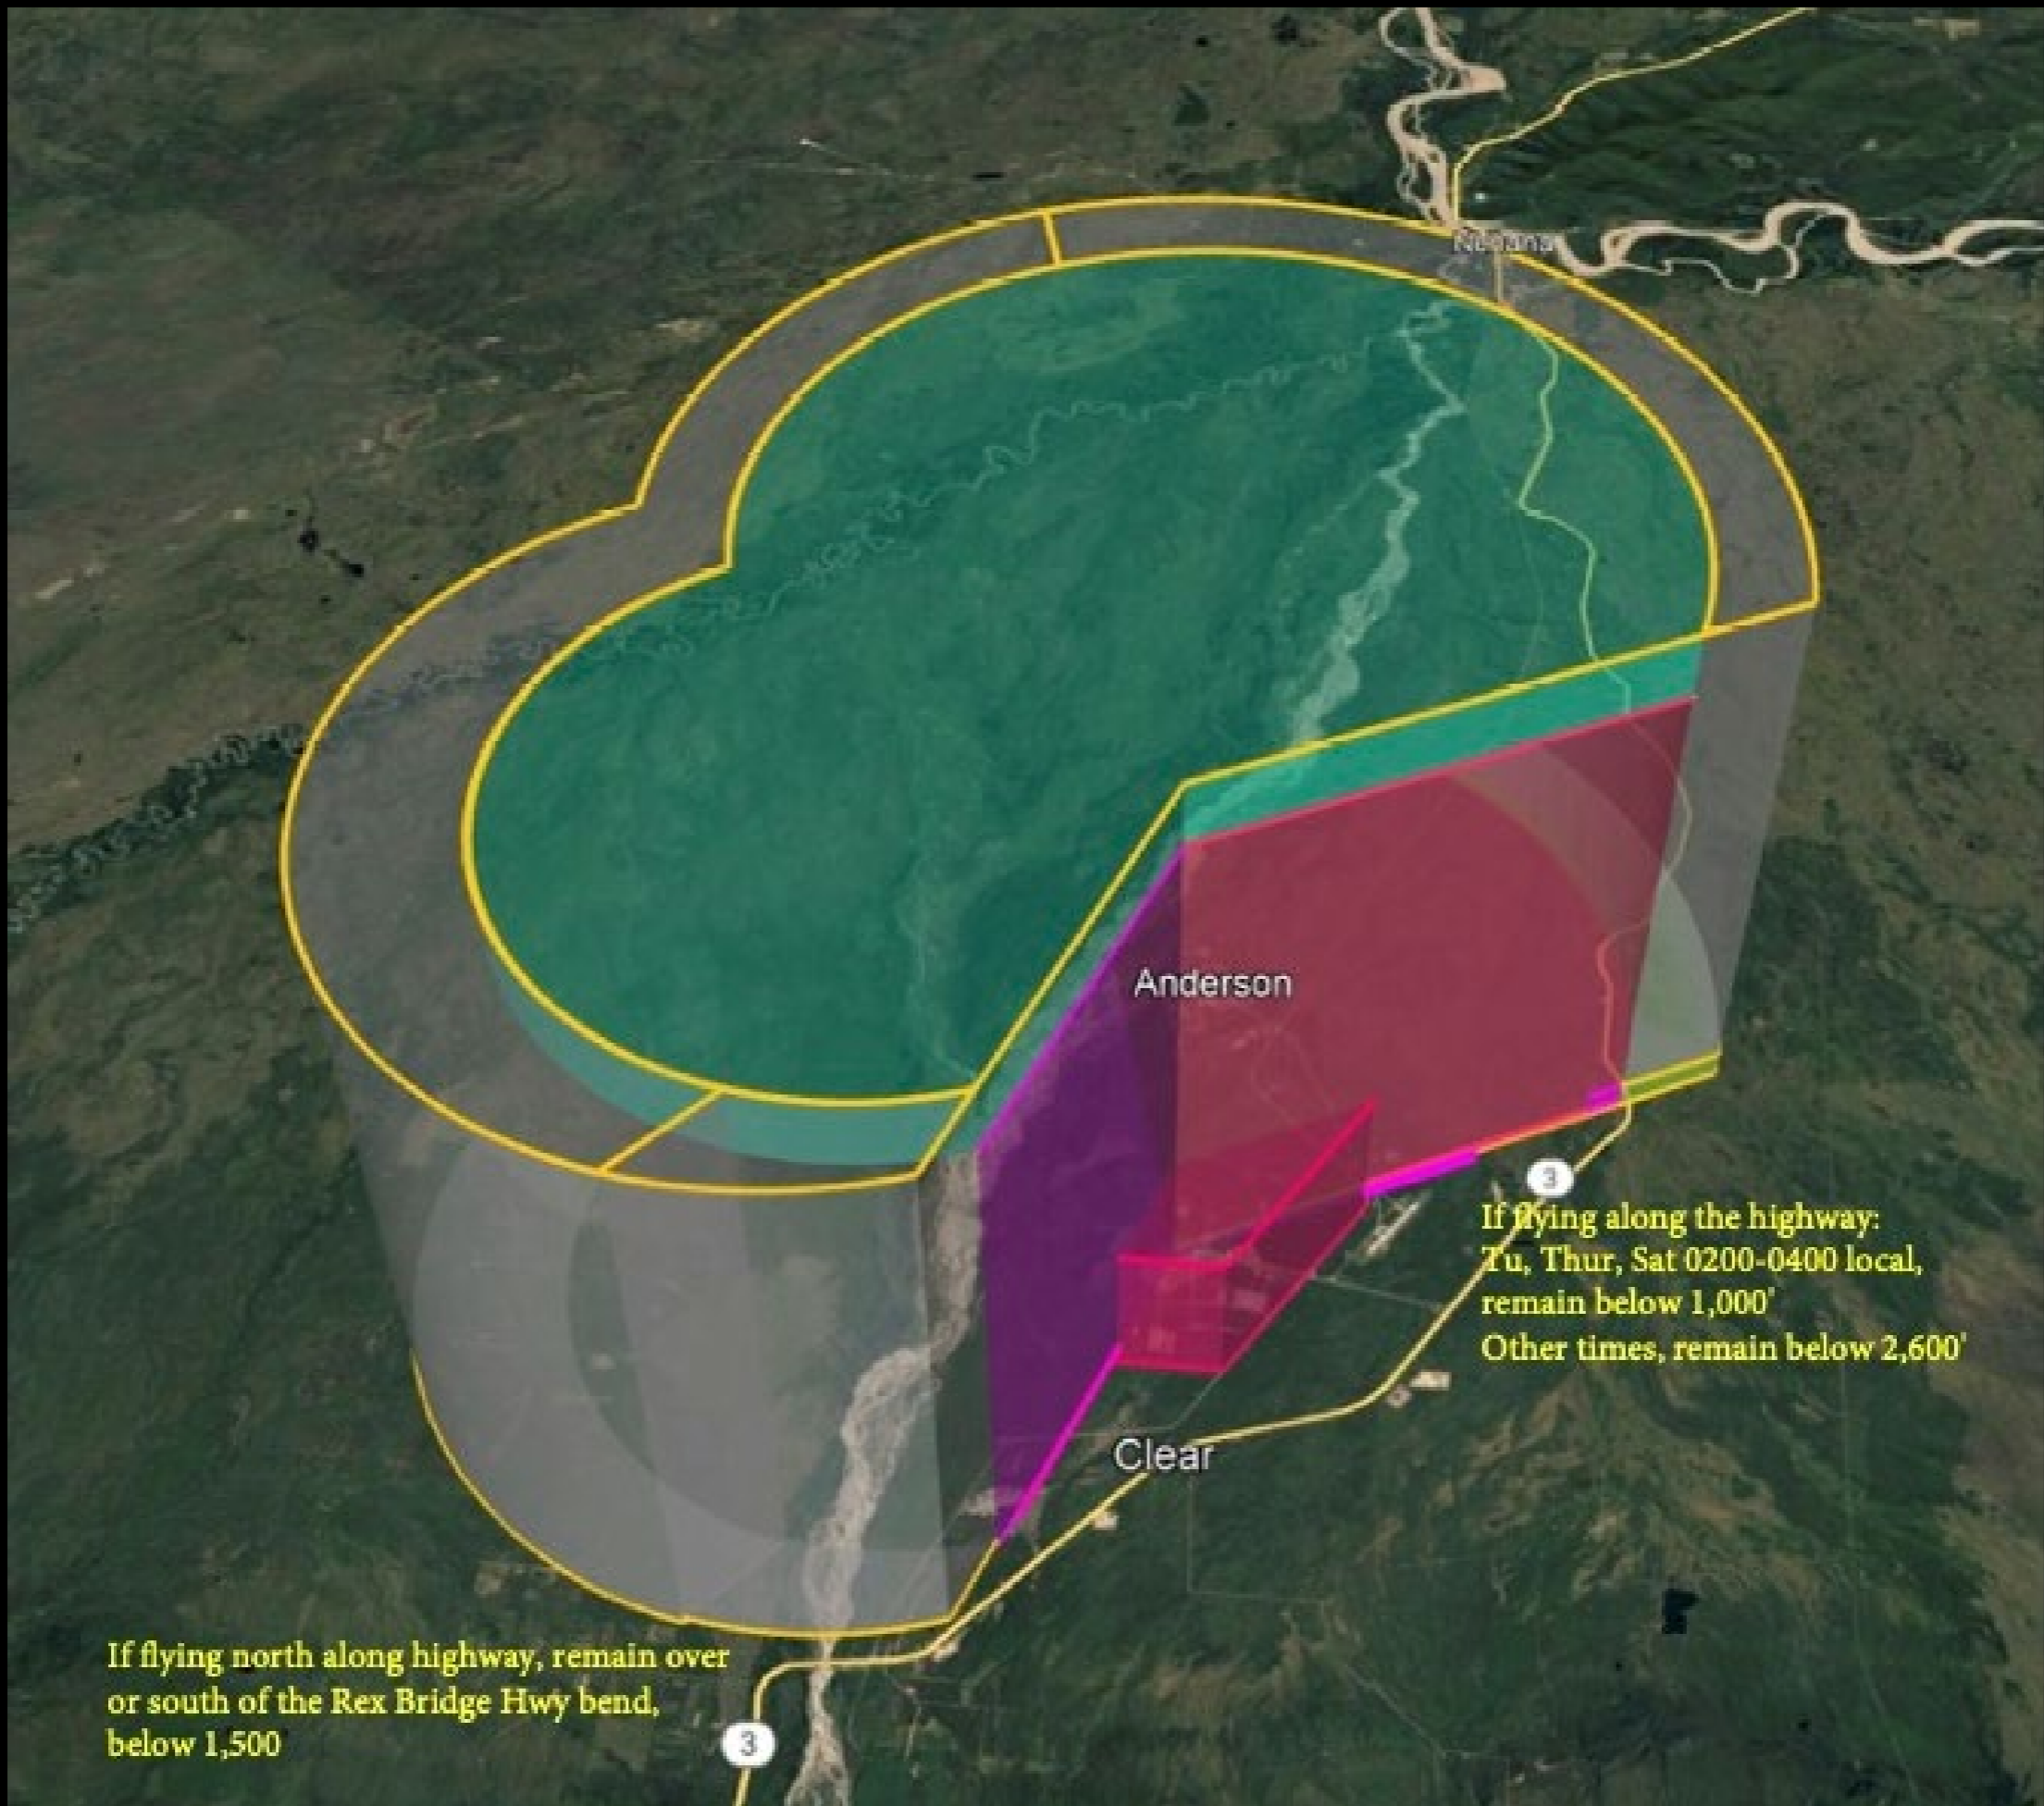 Nenana
Anderson
3
If flying along the highway:
Tu, Thur, Sat 0200-0400 local,
remain below 1,000'
Other times, remain below 2,600'
Clear
If flying north along highway, remain over
or south of the Rex Bridge Hwy bend,
below 1,500
3